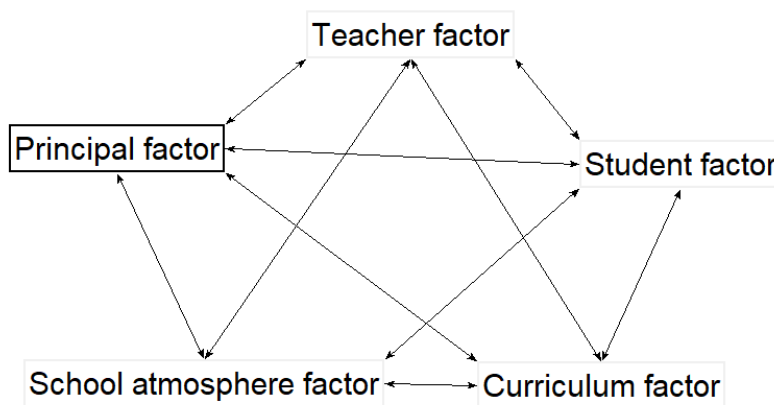 Teacher factor
Principal factor
Student factor
School atmosphere factor
Curriculum factor